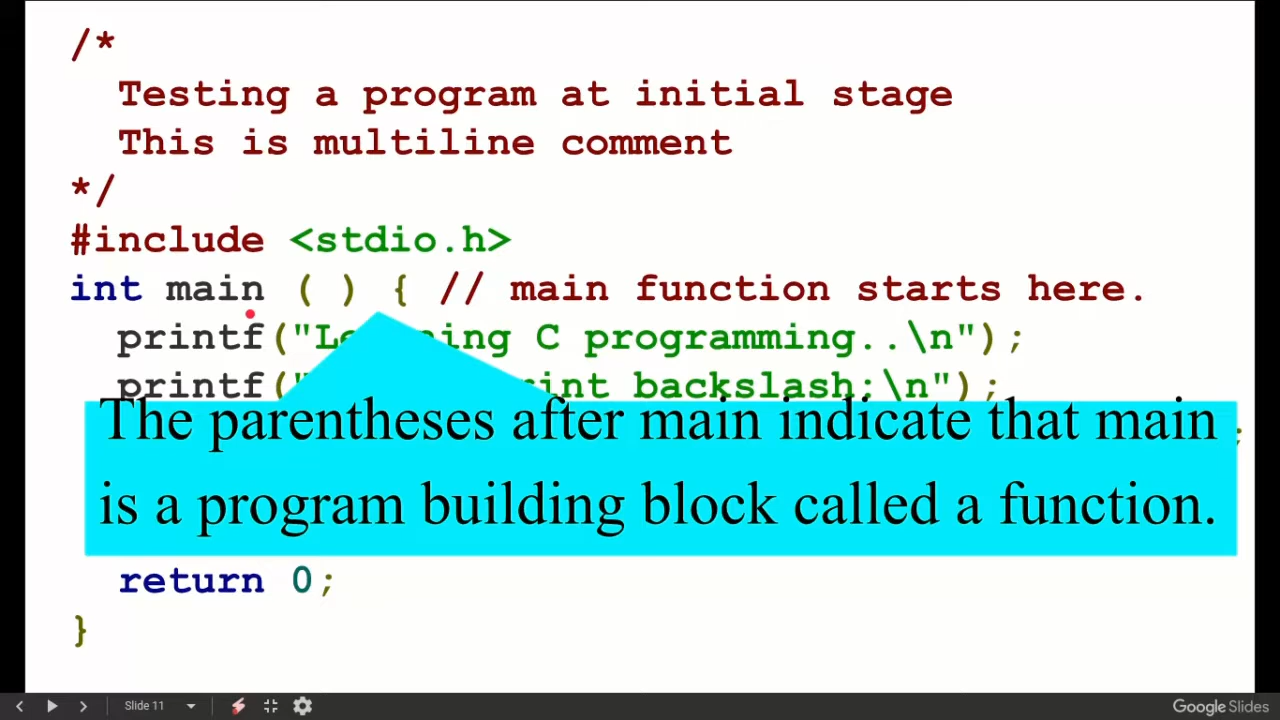 /*
Testing a program at initial stage
This is multiline comment
*/
#include <stdio.h>
int main ( ) { // main function starts here.
printf("Le ning C programming..\n");
printf(" int backslash:\n");
The parentheses after main indicate that main
;
is a program building block called a function.
return 0;
}
Slide 11
Google Slides